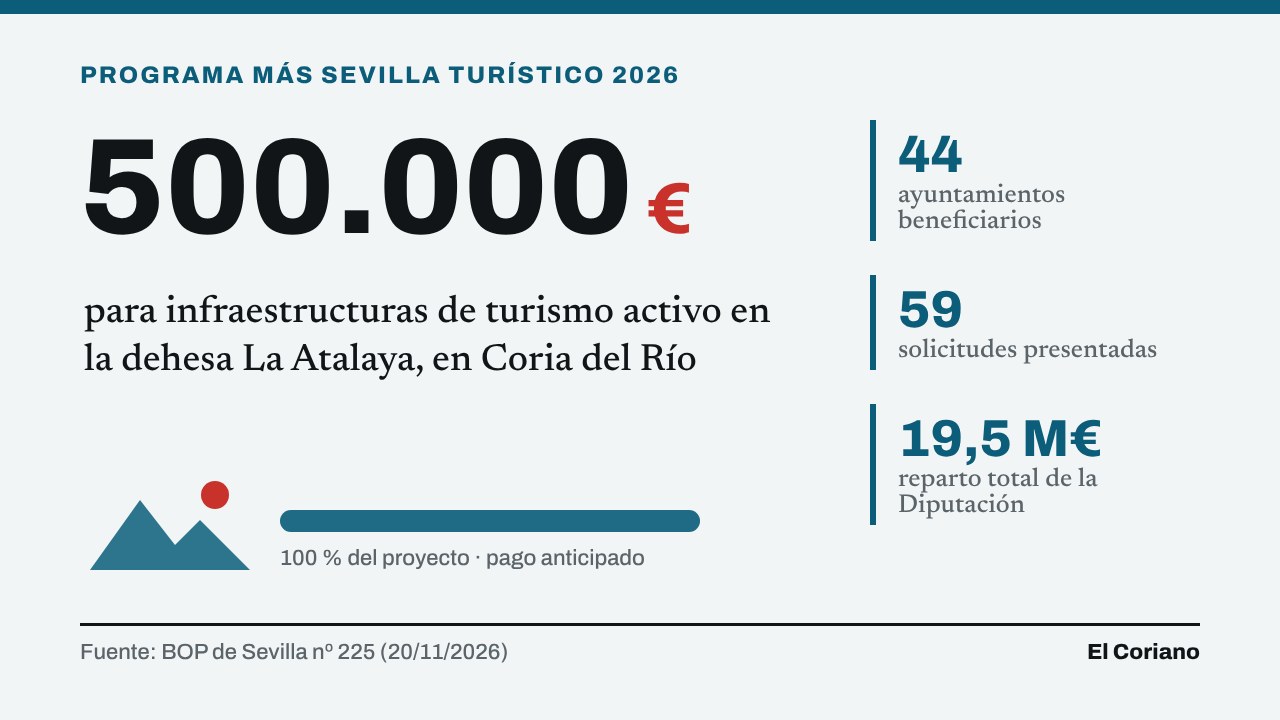 PROGRAMA MÁS SEVILLA TURÍSTICO 2026
500.000 €
para infraestructuras de turismo activo en
la dehesa La Atalaya, en Coria del Río
100 % del proyecto · pago anticipado
44
ayuntamientos
beneficiarios
59
solicitudes presentadas
19,5 M€
reparto total de la
Diputación
Fuente: BOP de Sevilla nº 225 (20/11/2026)
El Coriano